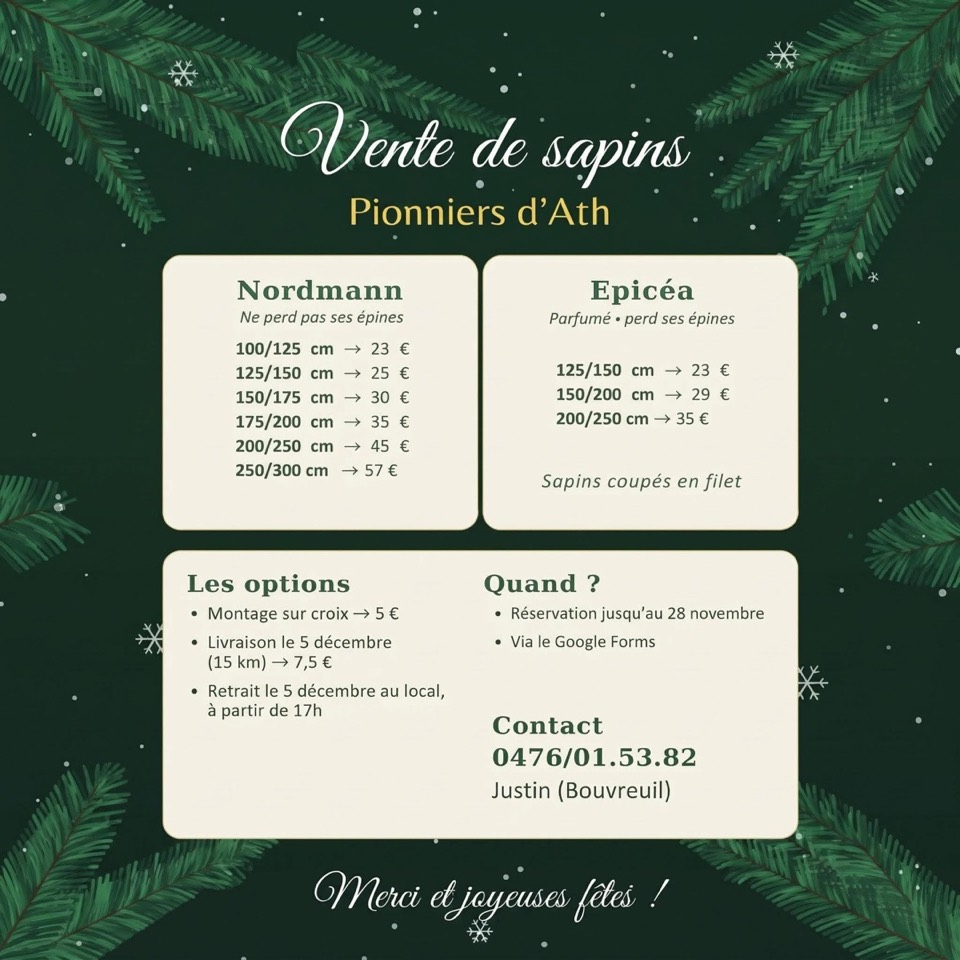 Vente de sapins
Pionniers d’Ath
Nordmann
Ne perd pas ses épines
100/125 cm → 23 €
125/150 cm → 25 €
150/175 cm → 30 €
175/200 cm → 35 €
200/250 cm → 45 €
250/300 cm → 57 €
Epicéa
Parfumé • perd ses épines
125/150 cm → 23 €
150/200 cm → 29 €
200/250 cm → 35 €
Sapins coupés en filet
Les options
• Montage sur croix → 5 €
• Livraison le 5 décembre
(15 km) → 7,5 €
• Retrait le 5 décembre au local,
à partir de 17h
Quand ?
• Réservation jusqu’au 28 novembre
• Via le Google Forms
Contact
0476/01.53.82
Justin (Bouvreuil)
Merci et joyeuses fêtes !